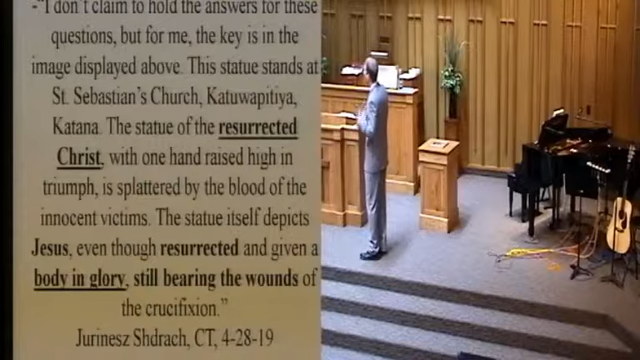 -“I don’t claim to hold the answers for these
questions, but for me, the key is in the
image displayed above. This statue stands at
St. Sebastian’s Church, Katuwapitiya,
Katana. The statue of the resurrected
Christ, with one hand raised high in
triumph, is splattered by the blood of the
innocent victims. The statue itself depicts
Jesus, even though resurrected and given a
body in glory, still bearing the wounds of
the crucifixion.”
Jurinesz Shdrach, CT, 4-28-19